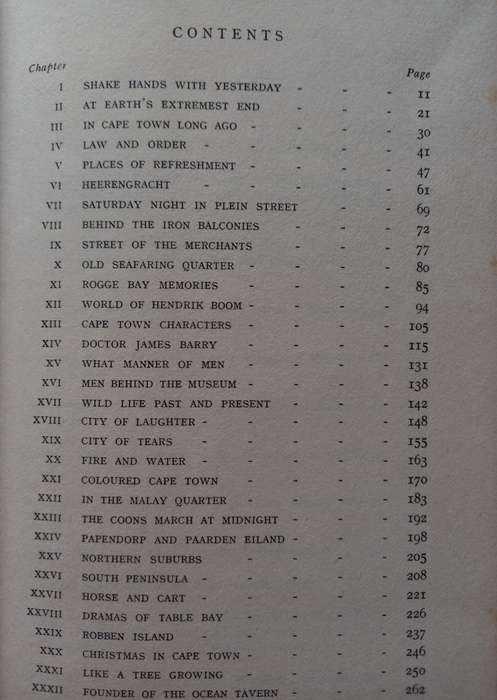 CONTENTS
Chapter Page
I SHAKE HANDS WITH YESTERDAY - - - 11
II AT EARTH'S EXTREMEST END - - - 21
III IN CAPE TOWN LONG AGO - - - - 30
IV LAW AND ORDER - - - - - 41
V PLACES OF REFRESHMENT - - - - 47
VI HEERENGRACHT - - - - - 61
VII SATURDAY NIGHT IN PLEIN STREET - - - 69
VIII BEHIND THE IRON BALCONIES - - - 72
IX STREET OF THE MERCHANTS - - - - 77
X OLD SEAFARING QUARTER - - - - - 80
XI ROGGE BAY MEMORIES - - - - - 85
XII WORLD OF HENDRIK BOOM - - - - - 94
XIII CAPE TOWN CHARACTERS - - - - - 105
XIV DOCTOR JAMES BARRY - - - - - 115
XV WHAT MANNER OF MEN - - - - - 131
XVI MEN BEHIND THE MUSEUM - - - - - 138
XVII WILD LIFE PAST AND PRESENT - - - - 142
XVIII CITY OF LAUGHTER - - - - - - 148
XIX CITY OF TEARS - - - - - - 155
XX FIRE AND WATER - - - - - - 163
XXI COLOURED CAPE TOWN - - - - - 170
XXII IN THE MALAY QUARTER - - - - - 183
XXIII THE COONS MARCH AT MIDNIGHT - - - - 192
XXIV PAPENDORP AND PAARDEN EILAND - - - - 198
XXV NORTHERN SUBURBS - - - - - 205
XXVI SOUTH PENINSULA - - - - - - 208
XXVII HORSE AND CART - - - - - - 221
XXVIII DRAMAS OF TABLE BAY - - - - - 226
XXIX ROBBEN ISLAND - - - - - - 237
XXX CHRISTMAS IN CAPE TOWN - - - - - 246
XXXI LIKE A TREE GROWING - - - - - 250
XXXII FOUNDER OF THE OCEAN TAVERN - - - - 262